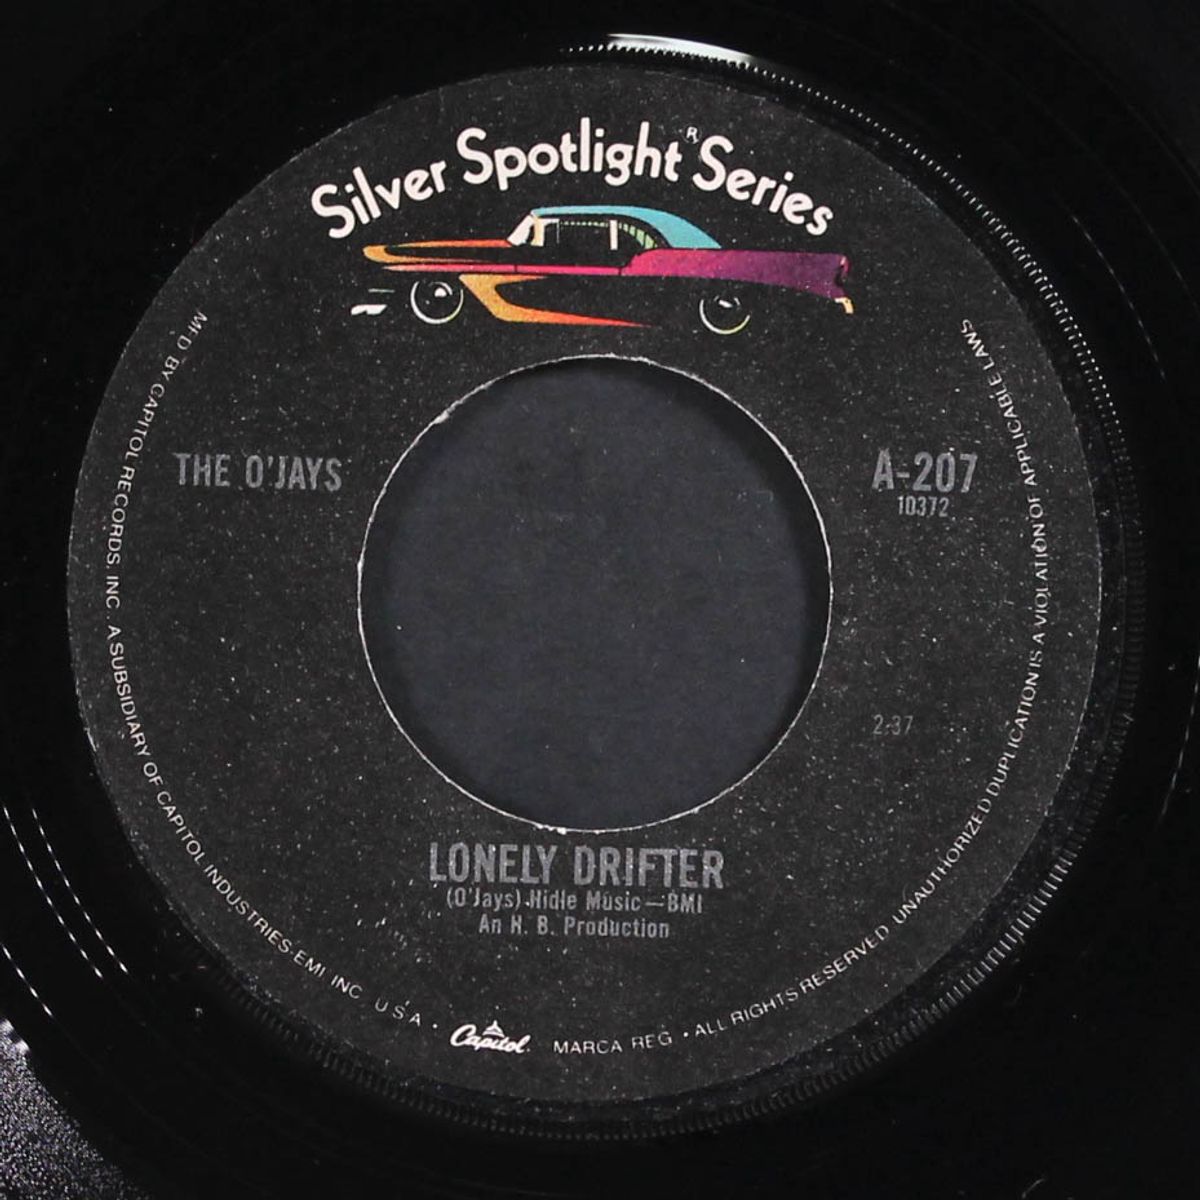 Silver Spotlight® Series
THE O'JAYS
A-207
10372
2:37
LONELY DRIFTER
(O'Jays) Hidle Music—BMI
An H. B. Production
MF'D BY CAPITOL RECORDS, INC. A SUBSIDIARY OF CAPITOL INDUSTRIES-EMI, INC. U S A • Capitol. MARCA REG • ALL RIGHTS RESERVED UNAUTHORIZED DUPLICATION IS A VIOLATION OF APPLICABLE LAWS